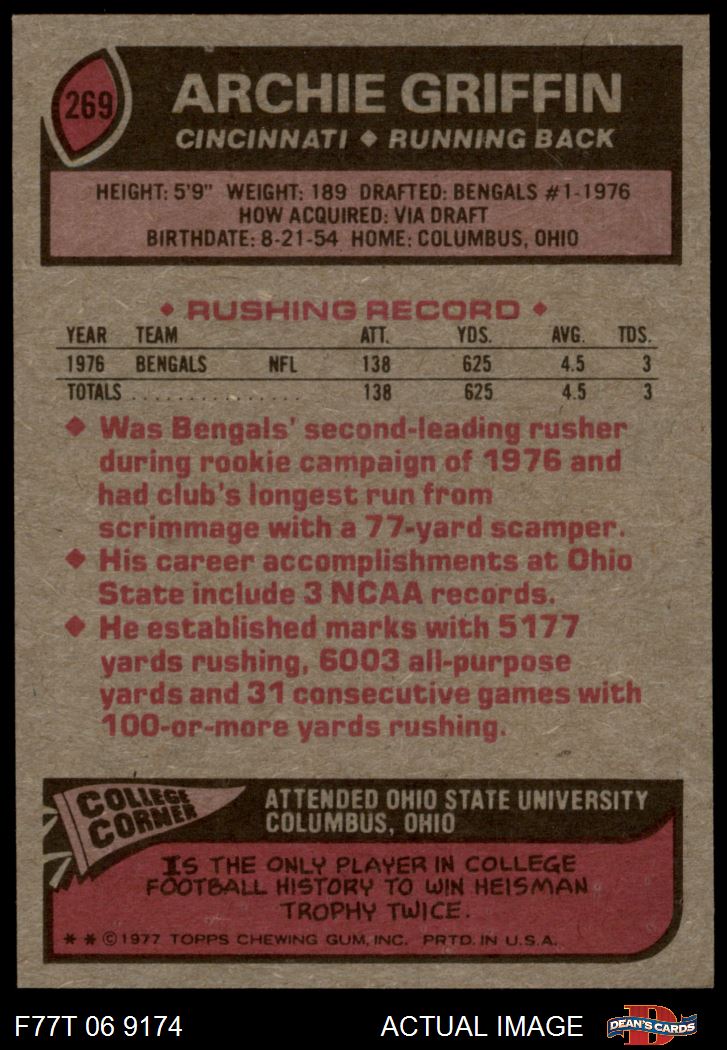 269
ARCHIE GRIFFIN
CINCINNATI ◆ RUNNING BACK
HEIGHT: 5'9" WEIGHT: 189 DRAFTED: BENGALS #1-1976
HOW ACQUIRED: VIA DRAFT
BIRTHDATE: 8-21-54 HOME: COLUMBUS, OHIO
◆ RUSHING RECORD ◆
YEAR TEAM ATT. YDS. AVG. TDS.
1976 BENGALS NFL 138 625 4.5 3
TOTALS . . . . . . . . . . . . . . . . 138 625 4.5 3
◆ Was Bengals' second-leading rusher
during rookie campaign of 1976 and
had club's longest run from
scrimmage with a 77-yard scamper.
◆ His career accomplishments at Ohio
State include 3 NCAA records.
◆ He established marks with 5177
yards rushing, 6003 all-purpose
yards and 31 consecutive games with
100-or-more yards rushing.
COLLEGE
CORNER
ATTENDED OHIO STATE UNIVERSITY
COLUMBUS, OHIO
IS THE ONLY PLAYER IN COLLEGE
FOOTBALL HISTORY TO WIN HEISMAN
TROPHY TWICE.
* * © 1977 TOPPS CHEWING GUM, INC. PRTD. IN U.S.A.
F77T 06 9174 ACTUAL IMAGE
D
DEAN'S CARDS